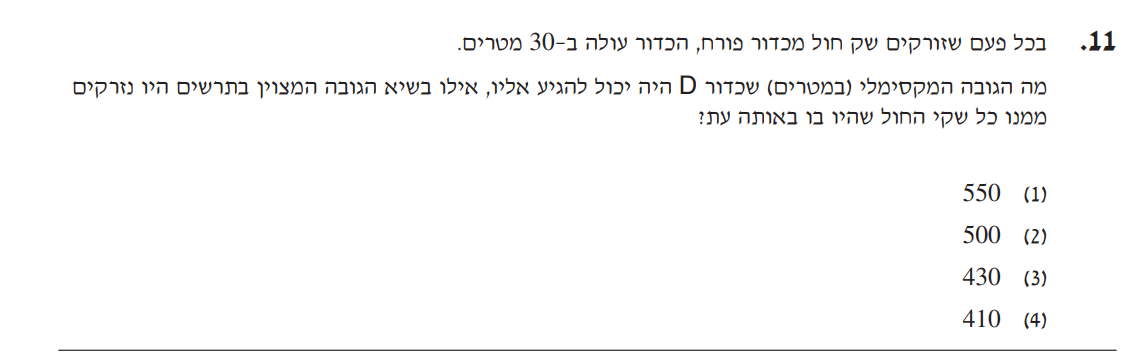 11. בכל פעם שזורקים שק חול מכדור פורח, הכדור עולה ב-30 מטרים.
מה הגובה המקסימלי (במטרים) שכדור D היה יכול להגיע אליו, אילו בשיא הגובה המצוין בתרשים היו נזרקים
ממנו כל שקי החול שהיו בו באותה עת?
(1) 550
(2) 500
(3) 430
(4) 410